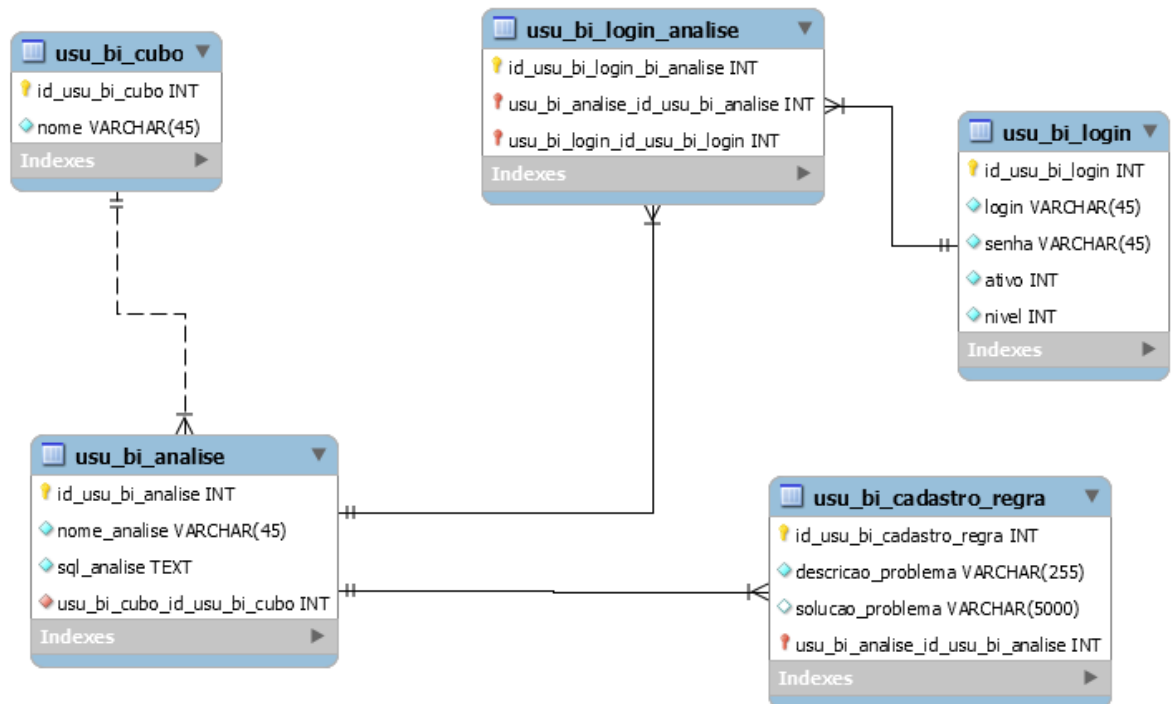 usu_bi_cubo
id_usu_bi_cubo INT
nome VARCHAR(45)
Indexes
usu_bi_login_analise
id_usu_bi_login_bi_analise INT
usu_bi_analise_id_usu_bi_analise INT
usu_bi_login_id_usu_bi_login INT
Indexes
usu_bi_login
id_usu_bi_login INT
login VARCHAR(45)
senha VARCHAR(45)
ativo INT
nivel INT
Indexes
usu_bi_analise
id_usu_bi_analise INT
nome_analise VARCHAR(45)
sql_analise TEXT
usu_bi_cubo_id_usu_bi_cubo INT
Indexes
usu_bi_cadastro_regra
id_usu_bi_cadastro_regra INT
descricao_problema VARCHAR(255)
solucao_problema VARCHAR(5000)
usu_bi_analise_id_usu_bi_analise INT
Indexes